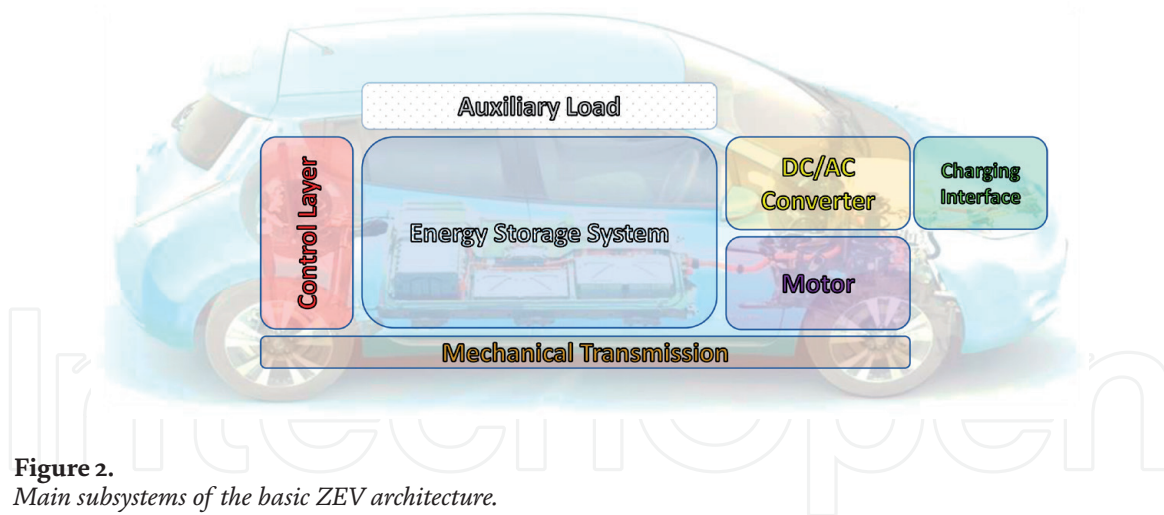 Auxiliary Load
Control Layer
Energy Storage System
DC/AC
Converter
Charging
Interface
Motor
Mechanical Transmission
IntechOpen
Figure 2.
Main subsystems of the basic ZEV architecture.